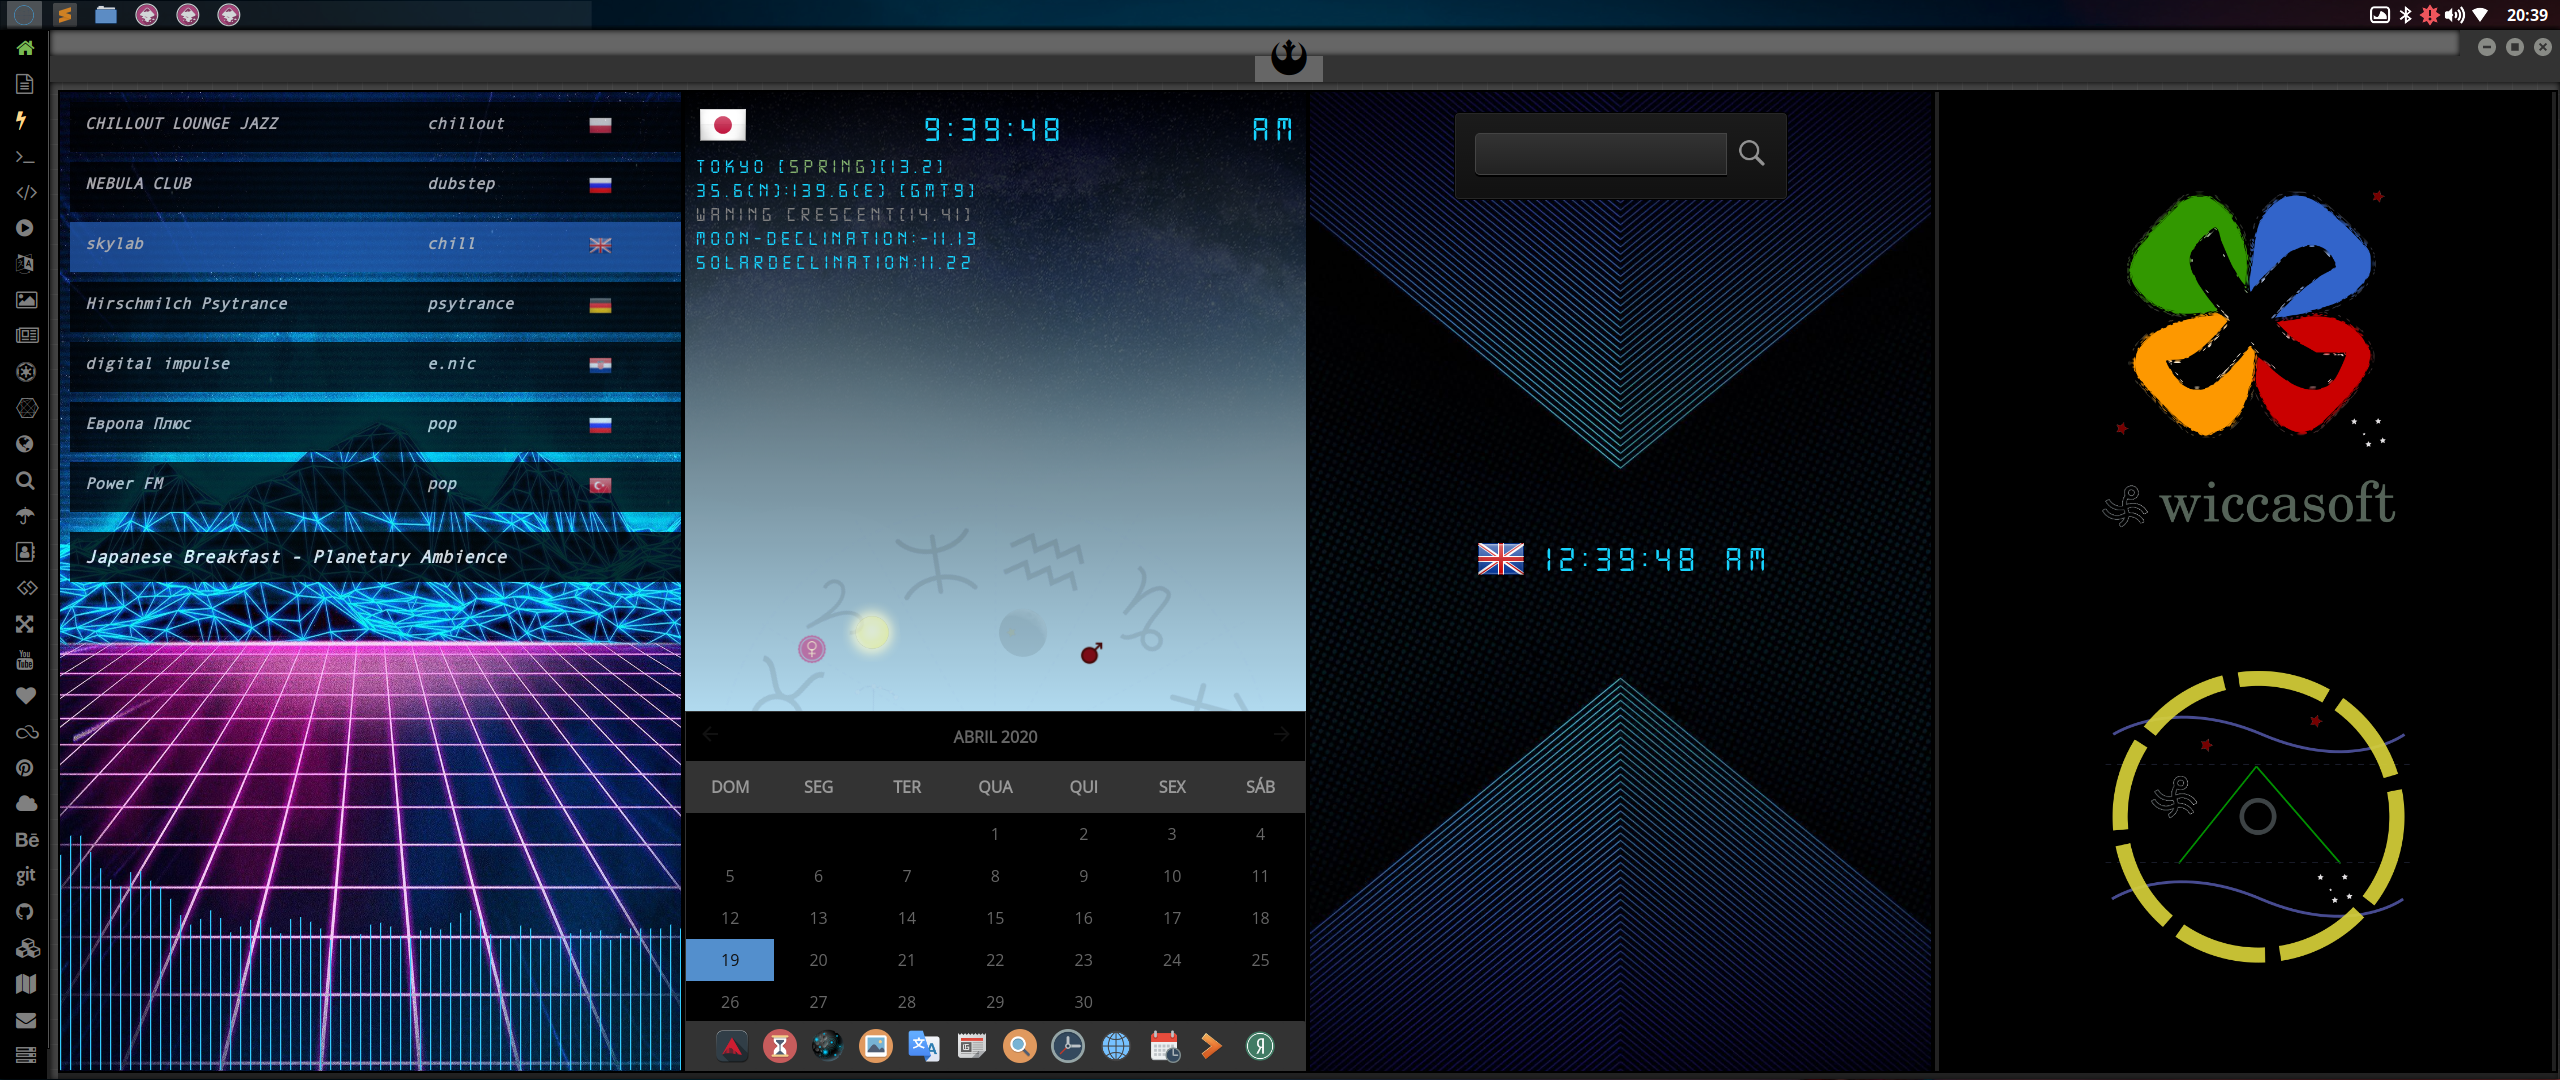 20:39
CHILLOUT LOUNGE JAZZ chillout
NEBULA CLUB dubstep
skylab chill
Hirschmilch Psytrance psytrance
digital impulse e.nic
Европа Плюс pop
Power FM pop
Japanese Breakfast - Planetary Ambience
You
Tube
Bē
git
9:39:48 AM
TOKYO [SPRING][13.2]
35.6(N):139.6(E) [GMT9]
WANING CRESCENT[14.41]
MOON-DECLINATION:-11.13
SOLARDECLINATION:11.22
ABRIL 2020
DOM SEG TER QUA QUI SEX SÁB
1 2 3 4
5 6 7 8 9 10 11
12 13 14 15 16 17 18
19 20 21 22 23 24 25
26 27 28 29 30
文 A
Я
12:39:48 AM
wiccasoft